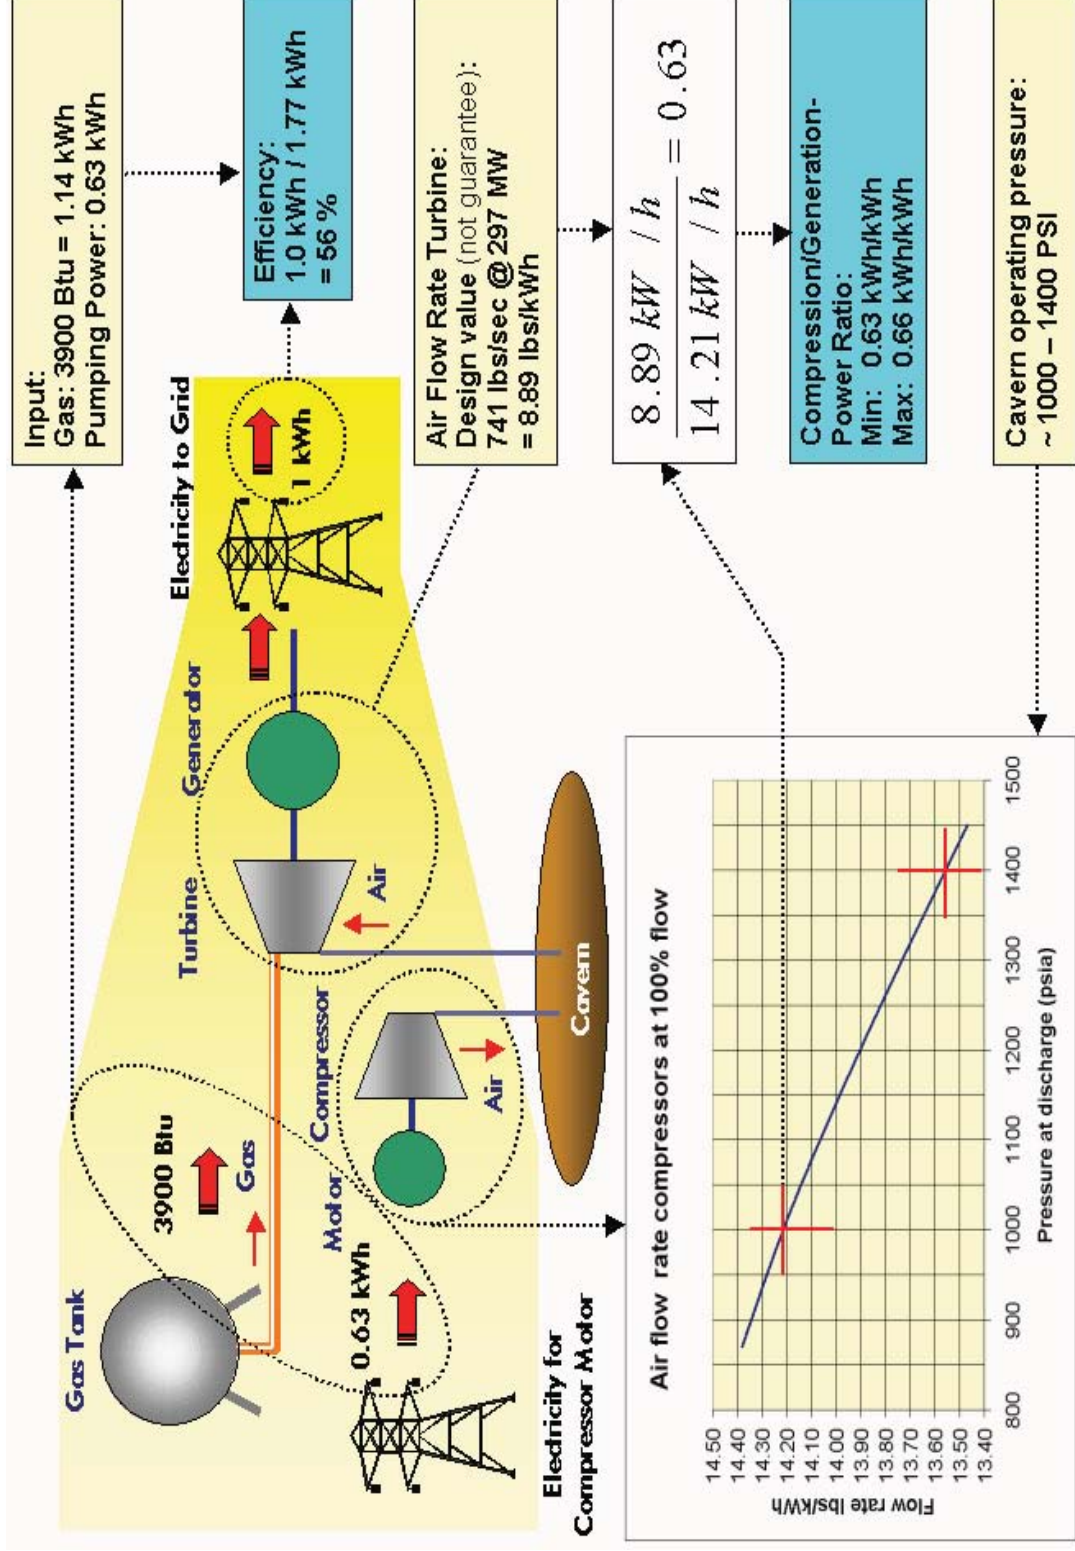 Gas Tank
3900 Btu
Gas
0.63 kWh
Electricity for
Compressor Motor
Motor
Compressor
Air
Turbine
Air
Generator
Cavern
Electricity to Grid
1 kWh
Input:
Gas: 3900 Btu = 1.14 kWh
Pumping Power: 0.63 kWh
Efficiency:
1.0 kWh / 1.77 kWh
= 56 %
Air Flow Rate Turbine:
Design value (not guarantee):
741 lbs/sec @ 297 MW
= 8.89 lbs/kWh
8.89 kW / h
14 .21 kW / h
= 0.63
Compression/Generation-
Power Ratio:
Min: 0.63 kWh/kWh
Max: 0.66 kWh/kWh
Cavern operating pressure:
~ 1000 – 1400 PSI
Air flow rate compressors at 100% flow
Flow rate lbs/kWh
14.50
14.40
14.30
14.20
14.10
14.00
13.90
13.80
13.70
13.60
13.50
13.40
800 900 1000 1100 1200 1300 1400 1500
Pressure at discharge (psia)